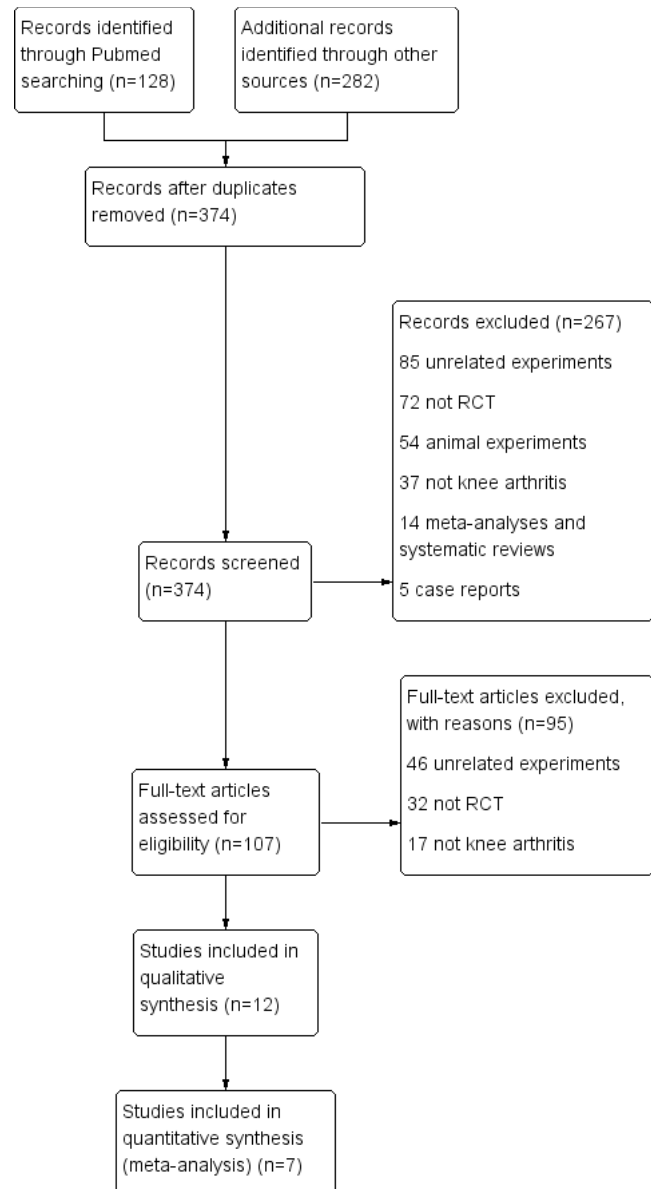 Records identified
through Pubmed
searching (n=128)
Additional records
identified through other
sources (n=282)
Records after duplicates
removed (n=374)
Records excluded (n=267)
85 unrelated experiments
72 not RCT
54 animal experiments
37 not knee arthritis
14 meta-analyses and
systematic reviews
5 case reports
Records screened
(n=374)
Full-text articles excluded,
with reasons (n=95)
46 unrelated experiments
32 not RCT
17 not knee arthritis
Full-text articles
assessed for
eligibility (n=107)
Studies included in
qualitative
synthesis (n=12)
Studies included in
quantitative synthesis
(meta-analysis) (n=7)